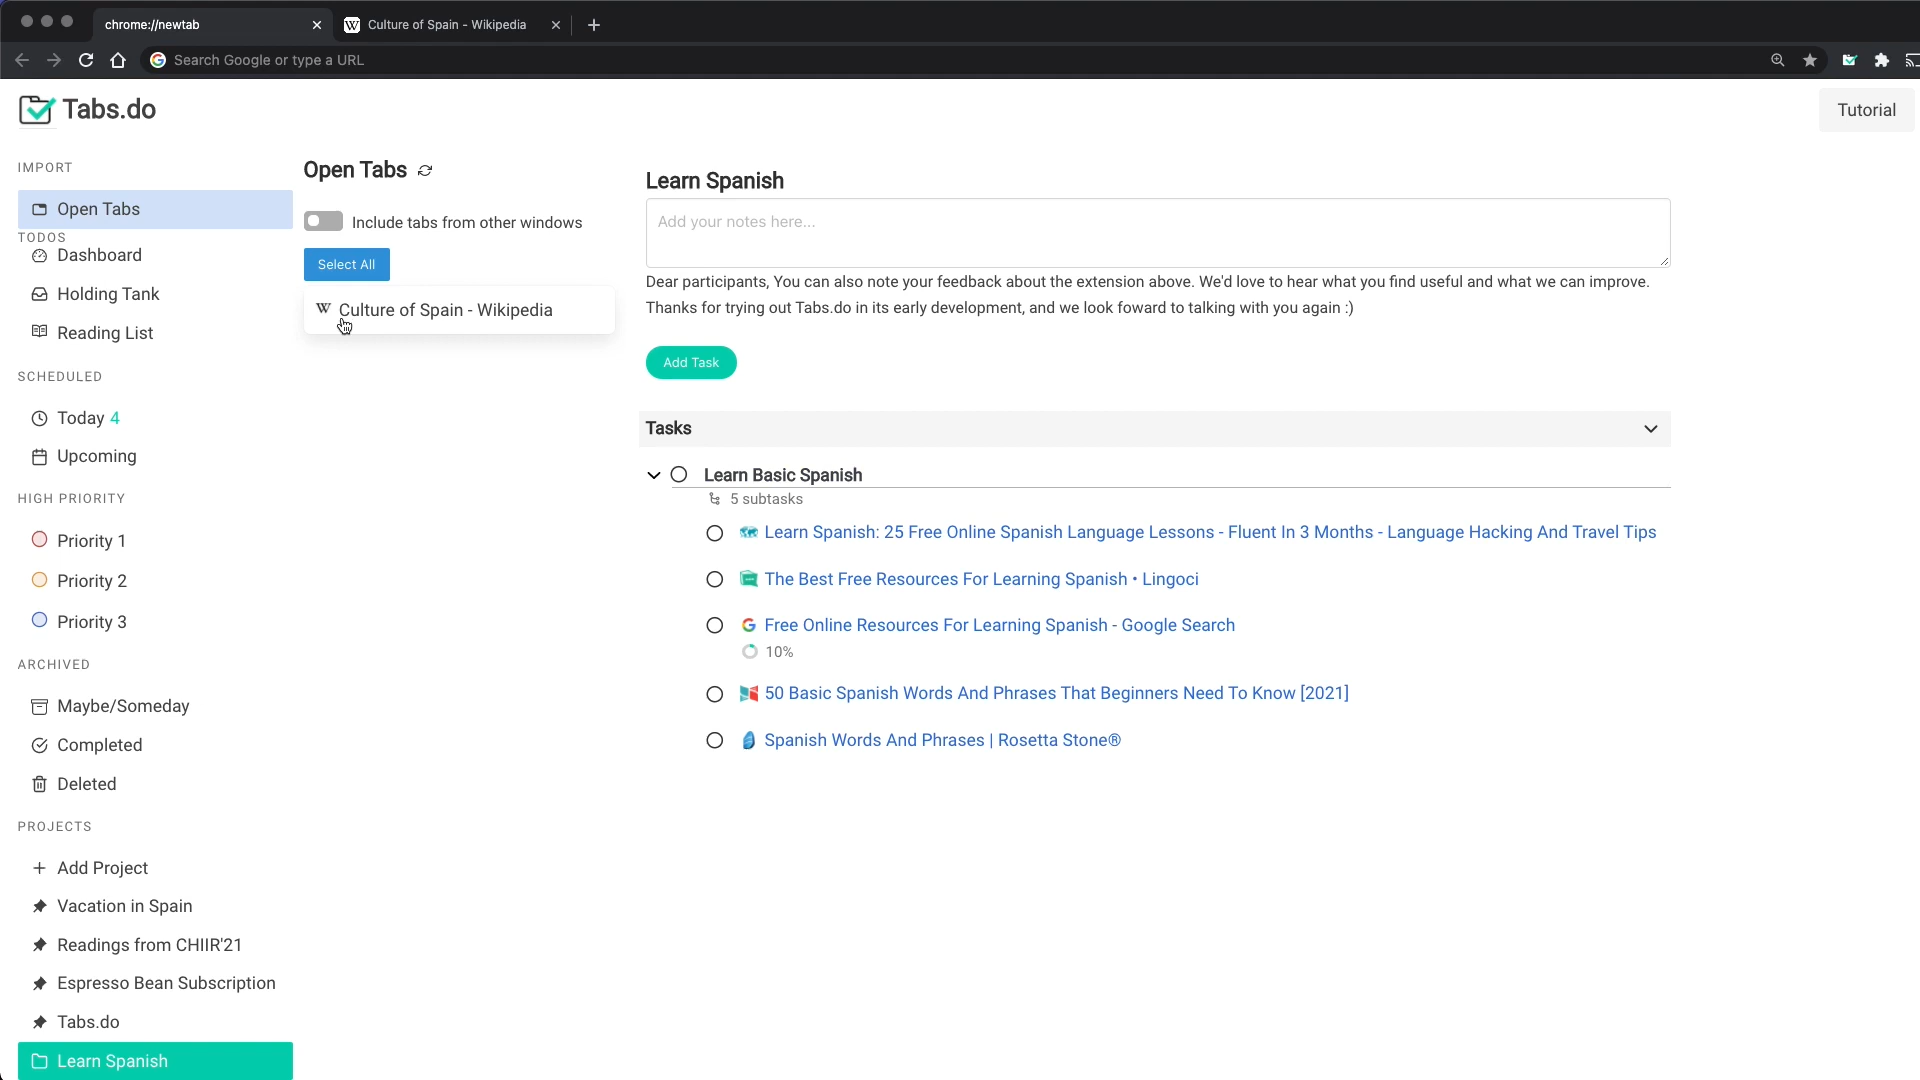 chrome://newtab
Culture of Spain - Wikipedia
Search Google or type a URL
Tabs.do
Tutorial
IMPORT
Open Tabs
TODOS
Dashboard
Holding Tank
Reading List
SCHEDULED
Today 4
Upcoming
HIGH PRIORITY
Priority 1
Priority 2
Priority 3
ARCHIVED
Maybe/Someday
Completed
Deleted
PROJECTS
Add Project
Vacation in Spain
Readings from CHIIR'21
Espresso Bean Subscription
Tabs.do
Learn Spanish
Open Tabs
Include tabs from other windows
Select All
Culture of Spain - Wikipedia
Learn Spanish
Add your notes here...
Dear participants, You can also note your feedback about the extension above. We'd love to hear what you find useful and what we can improve.
Thanks for trying out Tabs.do in its early development, and we look foward to talking with you again :)
Add Task
Tasks
Learn Basic Spanish
5 subtasks
Learn Spanish: 25 Free Online Spanish Language Lessons - Fluent In 3 Months - Language Hacking And Travel Tips
The Best Free Resources For Learning Spanish • Lingoci
Free Online Resources For Learning Spanish - Google Search
10%
50 Basic Spanish Words And Phrases That Beginners Need To Know [2021]
Spanish Words And Phrases | Rosetta Stone®